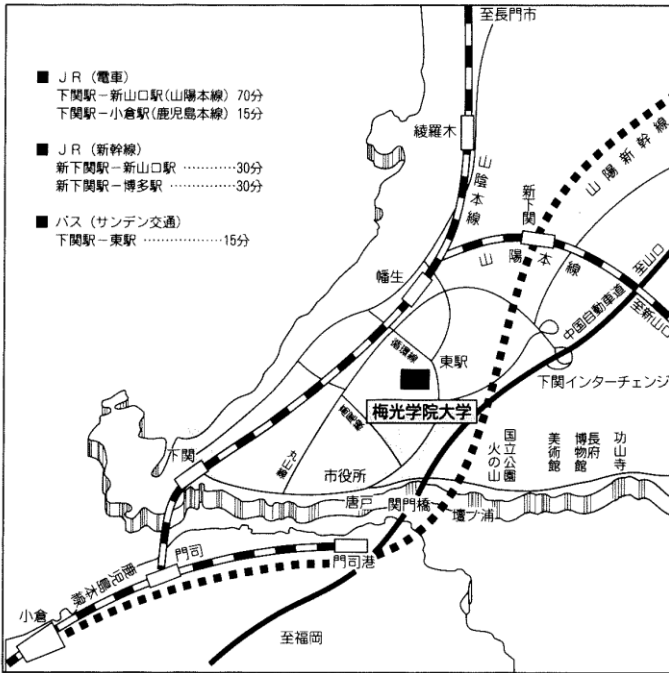 至長門市
■ JR（電車）
下関駅－新山口駅（山陽本線） 70分
下関駅－小倉駅（鹿児島本線） 15分
■ JR（新幹線）
新下関駅－新山口駅 …………30分
新下関駅－博多駅 ……………30分
■ バス（サンデン交通）
下関駅－東駅 …………………15分
綾羅木
山陰本線
新下関
山陽新幹線
山陽本線
至山口
至新山口
中国自動車道
幡生
循環線
東駅
下関インターチェンジ
梅光学院大学
丸山線
下関
市役所
国立公園
火の山
美術館
長府
博物館
功山寺
唐戸
関門橋
壇ノ浦
門司
門司港
鹿児島本線
小倉
至福岡